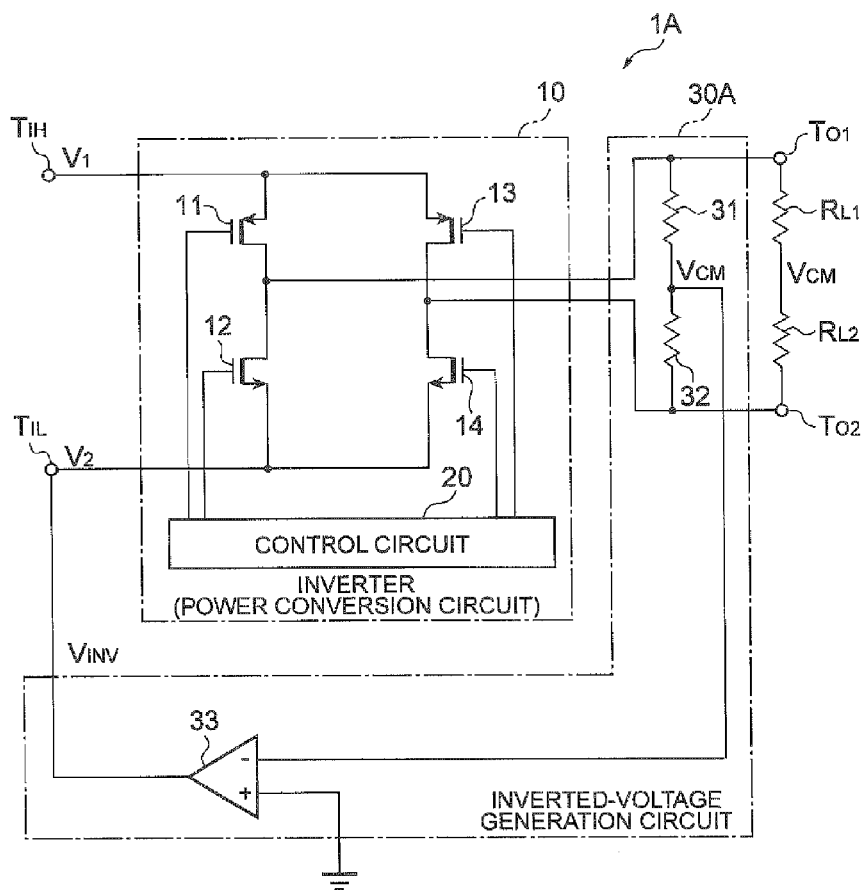 1A
10
30A
TIH
V1
TO1
11
13
31
RL1
VCM
VCM
12
14
32
RL2
TIL
V2
TO2
20
CONTROL CIRCUIT
INVERTER
(POWER CONVERSION CIRCUIT)
VINV
33
-
+
INVERTED-VOLTAGE
GENERATION CIRCUIT